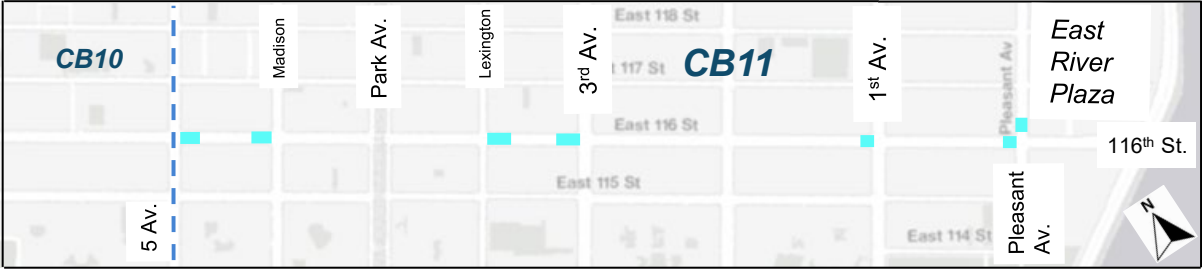 East 118 St
CB10
Madison
Park Av.
Lexington
3rd Av.
117 St
CB11
1st Av.
Pleasant Av
East
River
Plaza
East 116 St
116th St.
East 115 St
5 Av.
East 114 St
Pleasant
Av.
N